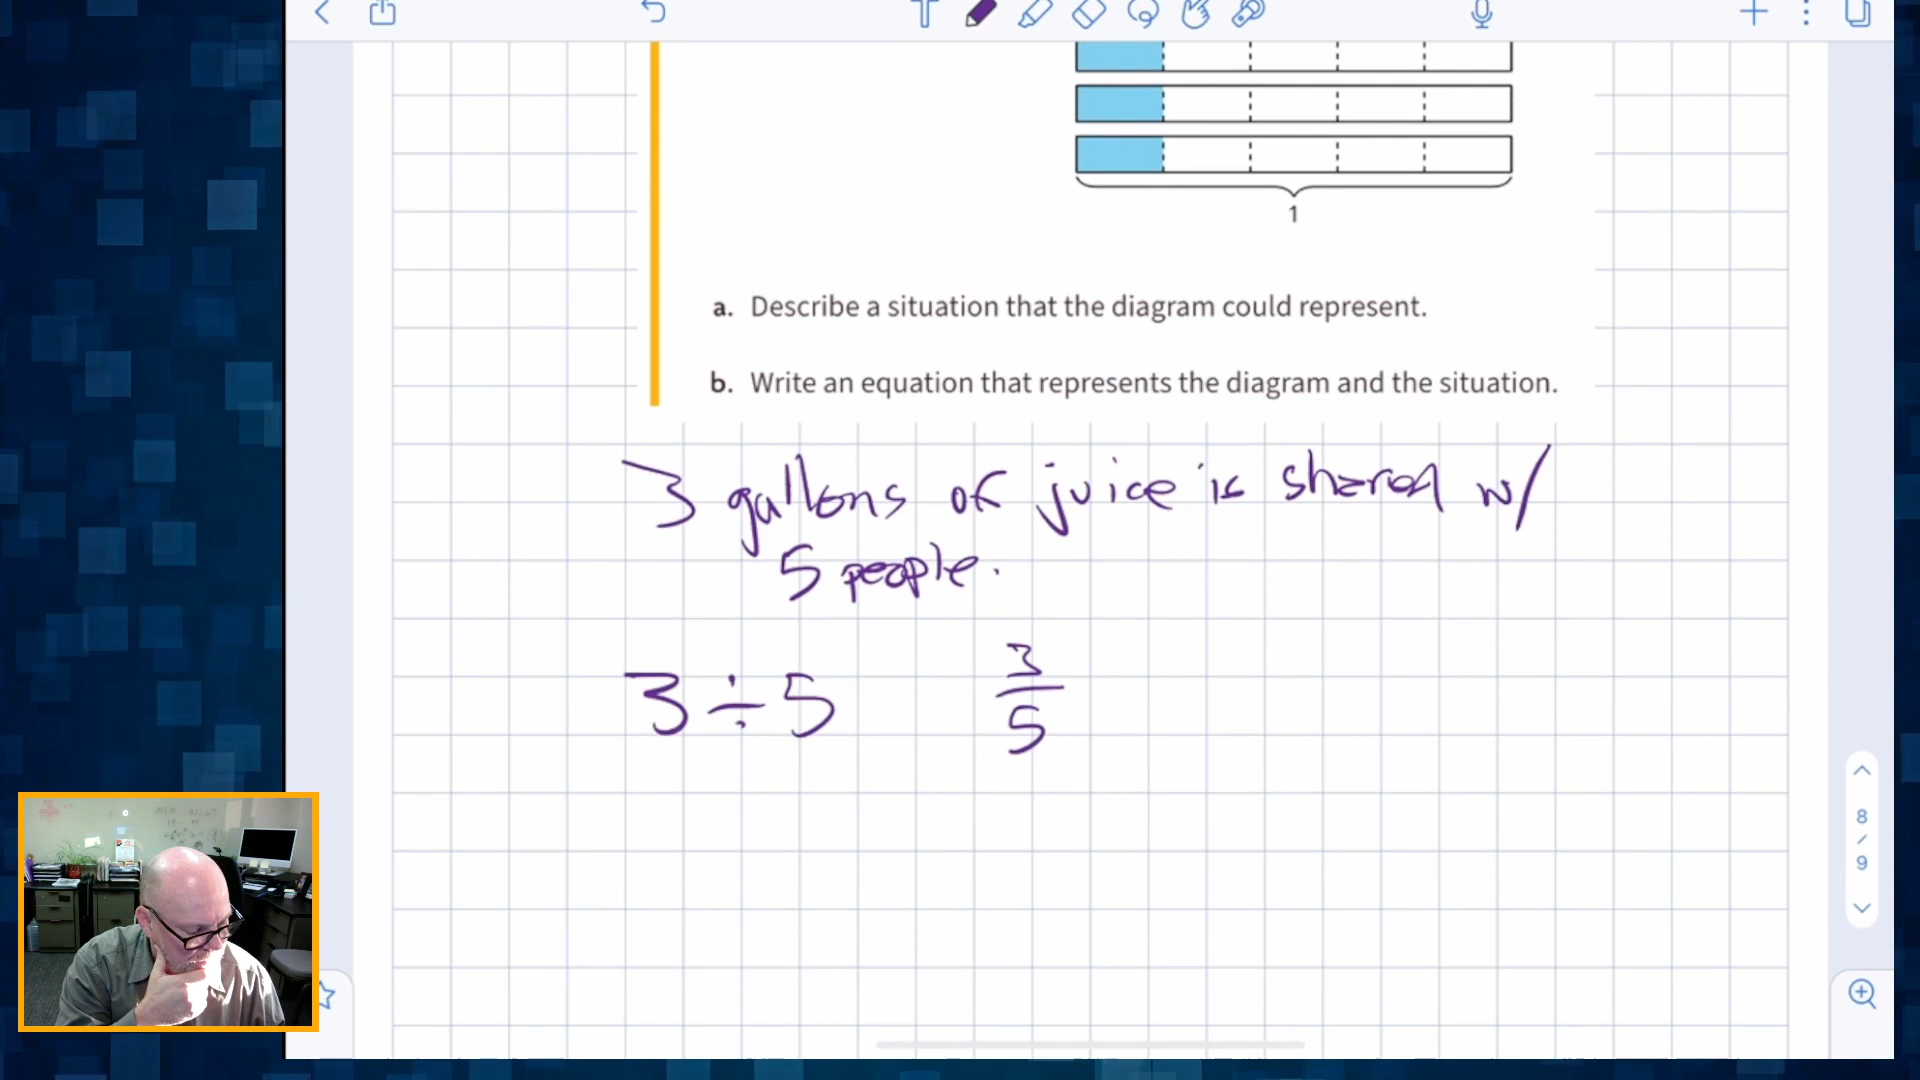 1
a. Describe a situation that the diagram could represent.
b. Write an equation that represents the diagram and the situation.
3 gallons of juice is shared w/
5 people.
3 ÷ 5 3/5
8
/
9